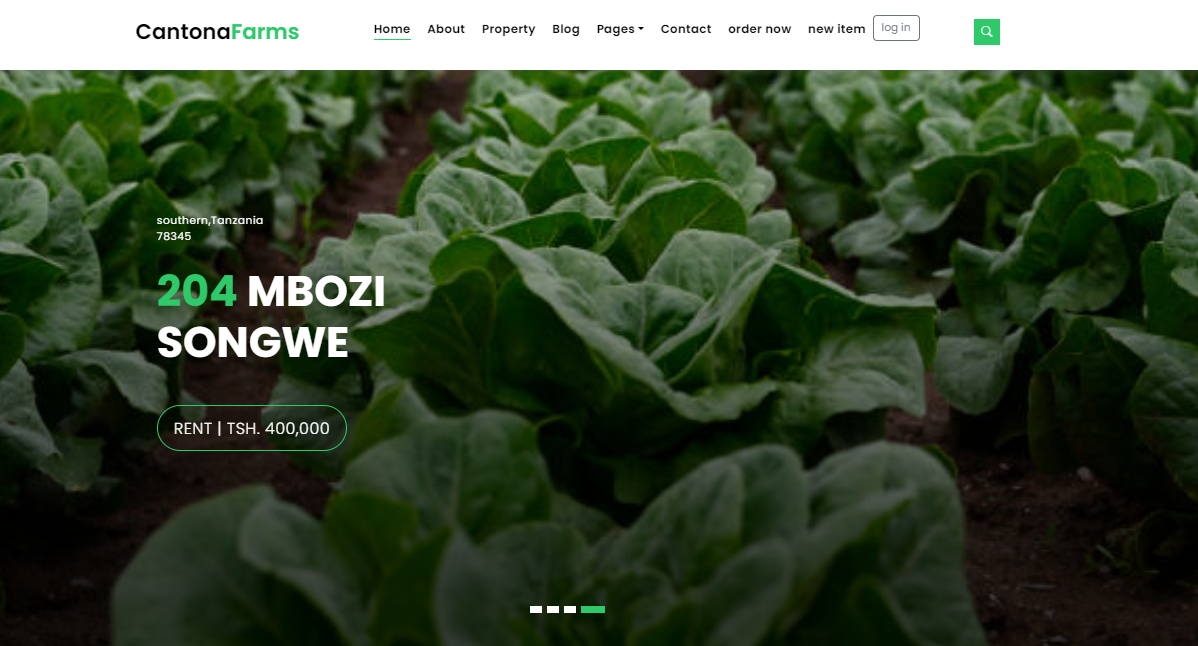 CantonaFarms
Home About Property Blog Pages Contact order now new item log in
southern,Tanzania
78345
204 MBOZI
SONGWE
RENT | TSH. 400,000